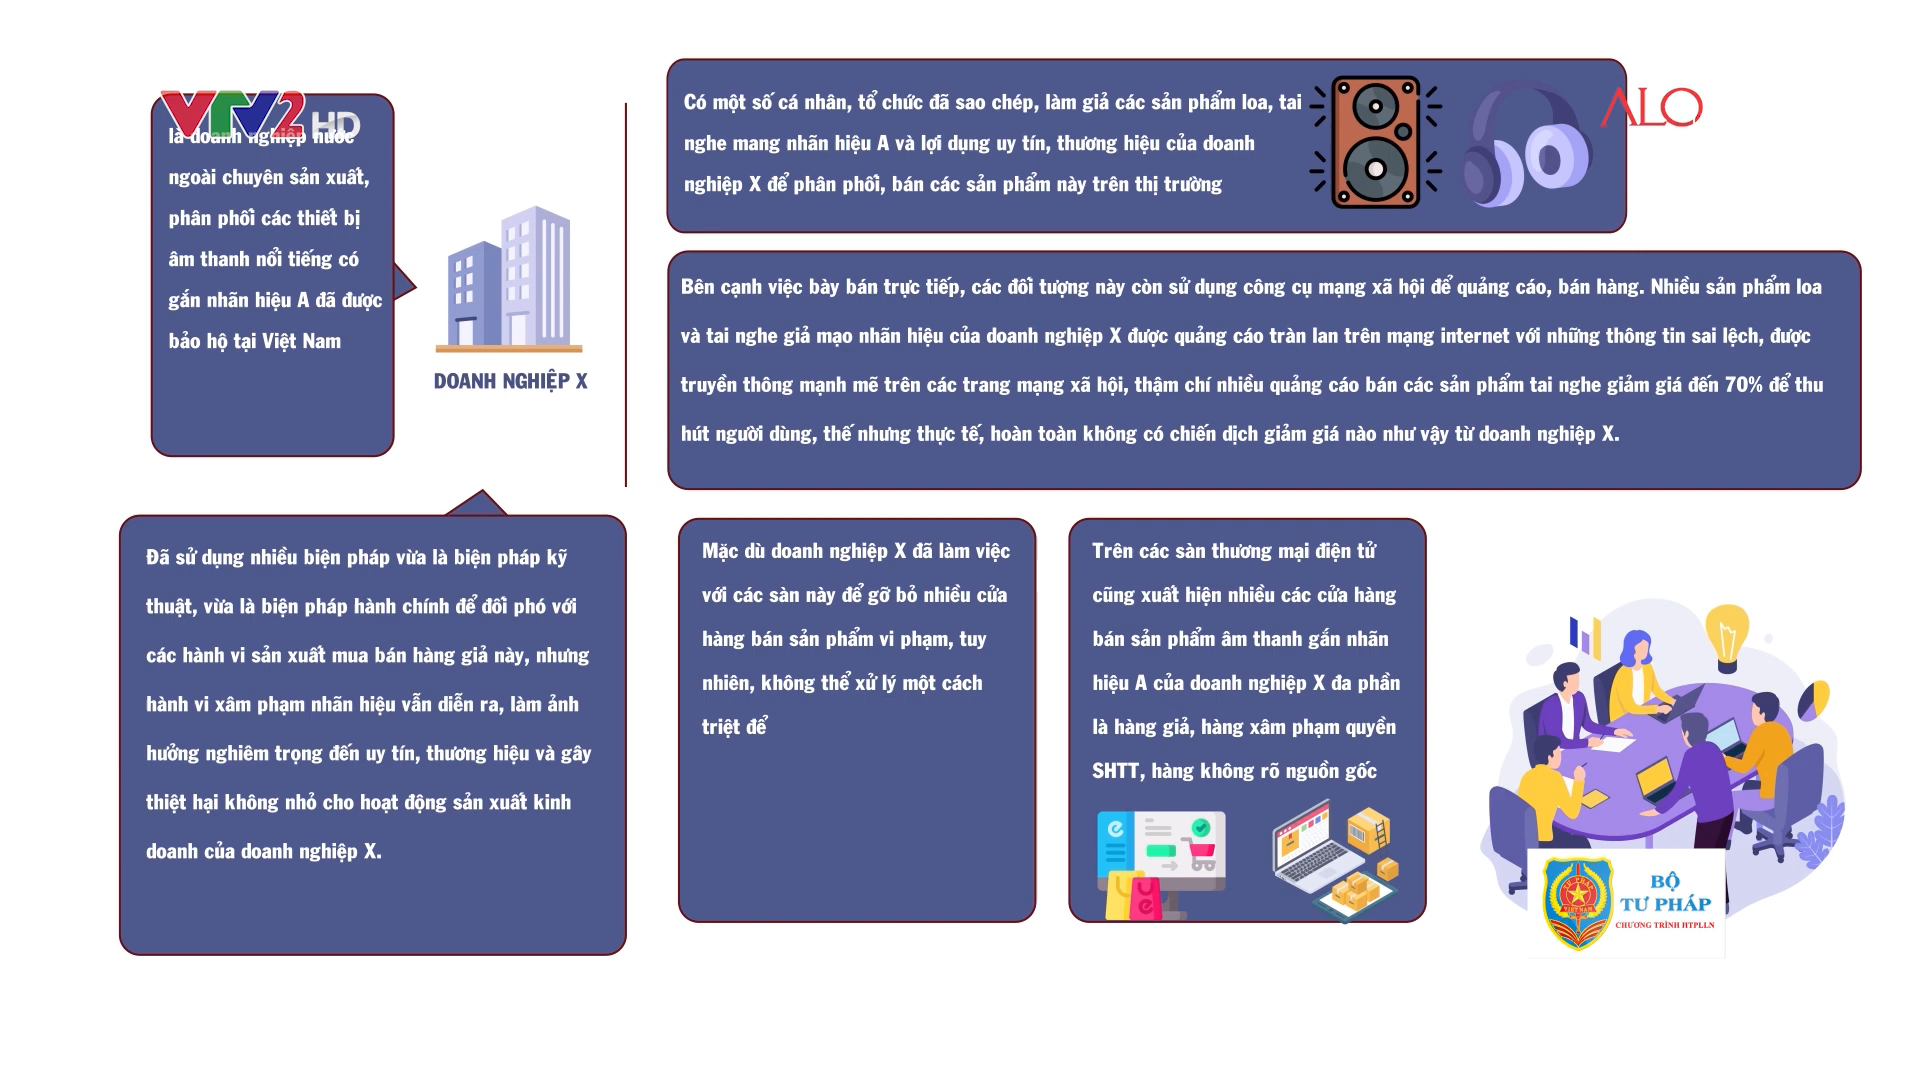 VTV2 HD
là doanh nghiệp nước
ngoài chuyên sản xuất,
phân phối các thiết bị
âm thanh nổi tiếng có
gắn nhãn hiệu A đã được
bảo hộ tại Việt Nam
DOANH NGHIỆP X
Có một số cá nhân, tổ chức đã sao chép, làm giả các sản phẩm loa, tai
nghe mang nhãn hiệu A và lợi dụng uy tín, thương hiệu của doanh
nghiệp X để phân phối, bán các sản phẩm này trên thị trường
ALO
Bên cạnh việc bày bán trực tiếp, các đối tượng này còn sử dụng công cụ mạng xã hội để quảng cáo, bán hàng. Nhiều sản phẩm loa
và tai nghe giả mạo nhãn hiệu của doanh nghiệp X được quảng cáo tràn lan trên mạng internet với những thông tin sai lệch, được
truyền thông mạnh mẽ trên các trang mạng xã hội, thậm chí nhiều quảng cáo bán các sản phẩm tai nghe giảm giá đến 70% để thu
hút người dùng, thế nhưng thực tế, hoàn toàn không có chiến dịch giảm giá nào như vậy từ doanh nghiệp X.
Đã sử dụng nhiều biện pháp vừa là biện pháp kỹ
thuật, vừa là biện pháp hành chính để đối phó với
các hành vi sản xuất mua bán hàng giả này, nhưng
hành vi xâm phạm nhãn hiệu vẫn diễn ra, làm ảnh
hưởng nghiêm trọng đến uy tín, thương hiệu và gây
thiệt hại không nhỏ cho hoạt động sản xuất kinh
doanh của doanh nghiệp X.
Mặc dù doanh nghiệp X đã làm việc
với các sàn này để gỡ bỏ nhiều cửa
hàng bán sản phẩm vi phạm, tuy
nhiên, không thể xử lý một cách
triệt để
Trên các sàn thương mại điện tử
cũng xuất hiện nhiều các cửa hàng
bán sản phẩm âm thanh gắn nhãn
hiệu A của doanh nghiệp X đa phần
là hàng giả, hàng xâm phạm quyền
SHTT, hàng không rõ nguồn gốc
BỘ
TƯ PHÁP
CHƯƠNG TRÌNH HTPLLN